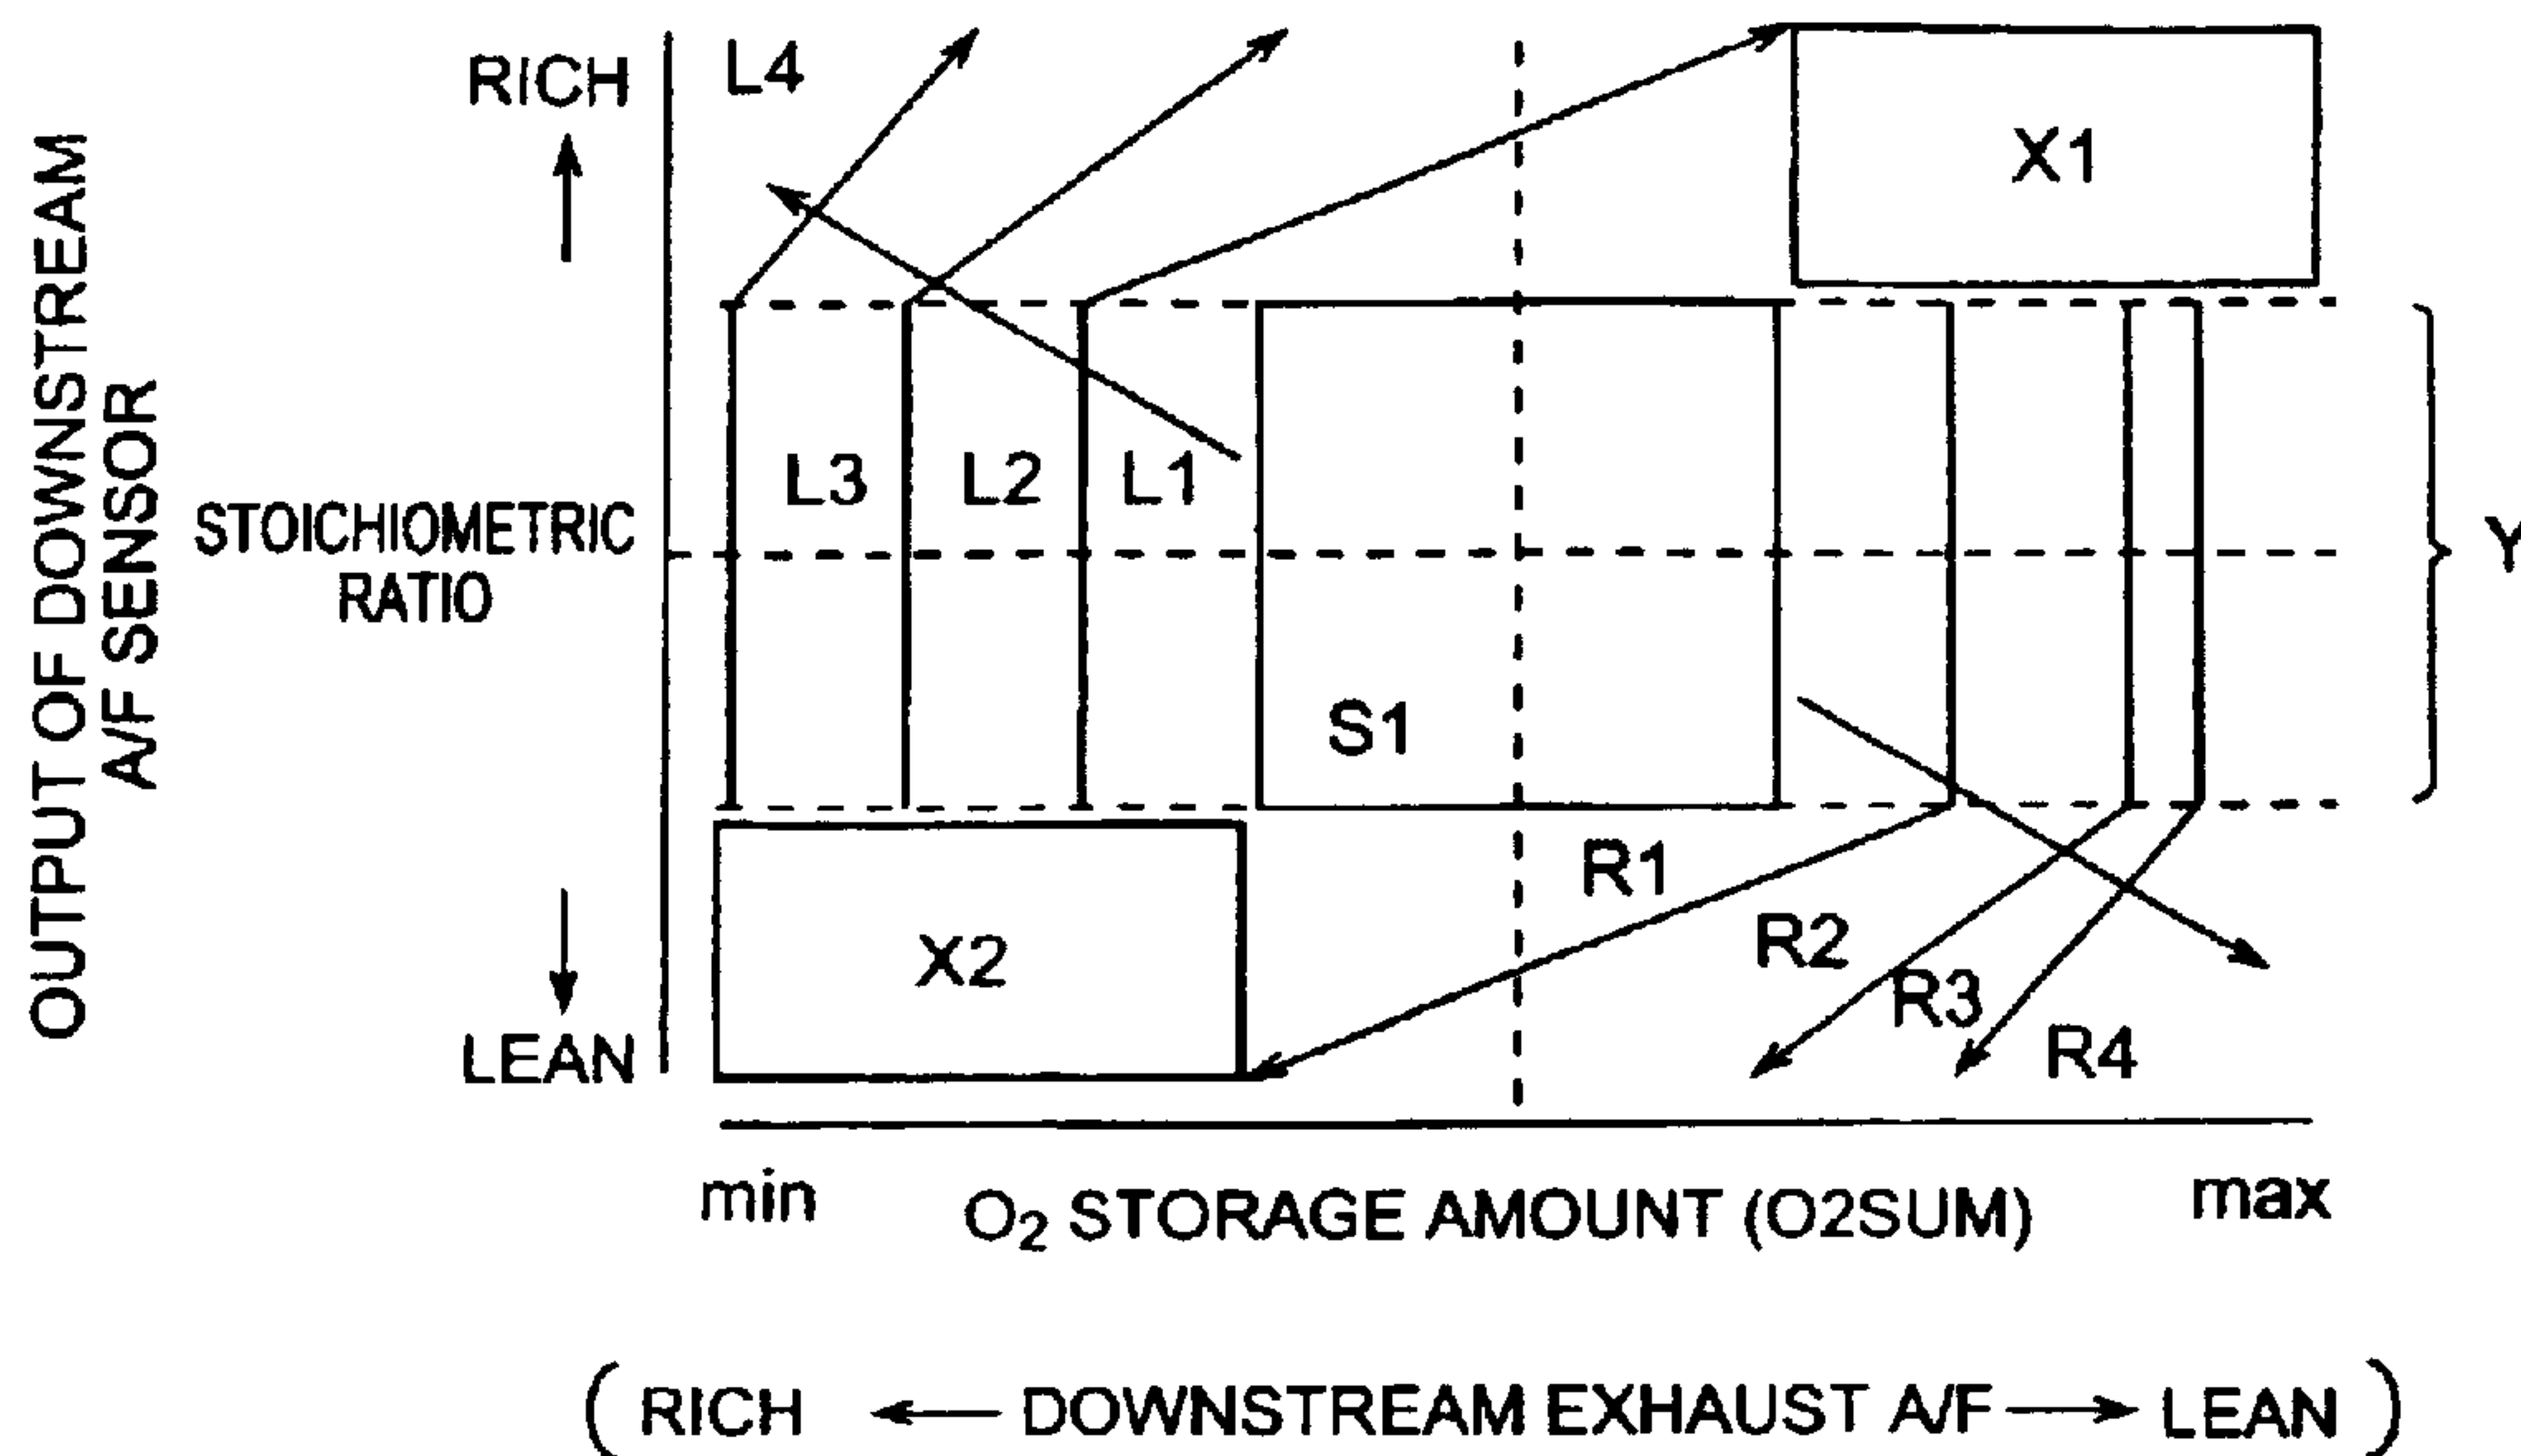 OUTPUT OF DOWNSTREAM
A/F SENSOR
RICH
STOICHIOMETRIC
RATIO
LEAN
L4
L3
L2
L1
X1
S1
Y
X2
R1
R2
R3
R4
min
O₂ STORAGE AMOUNT (O2SUM)
max
(RICH ← DOWNSTREAM EXHAUST A/F → LEAN)